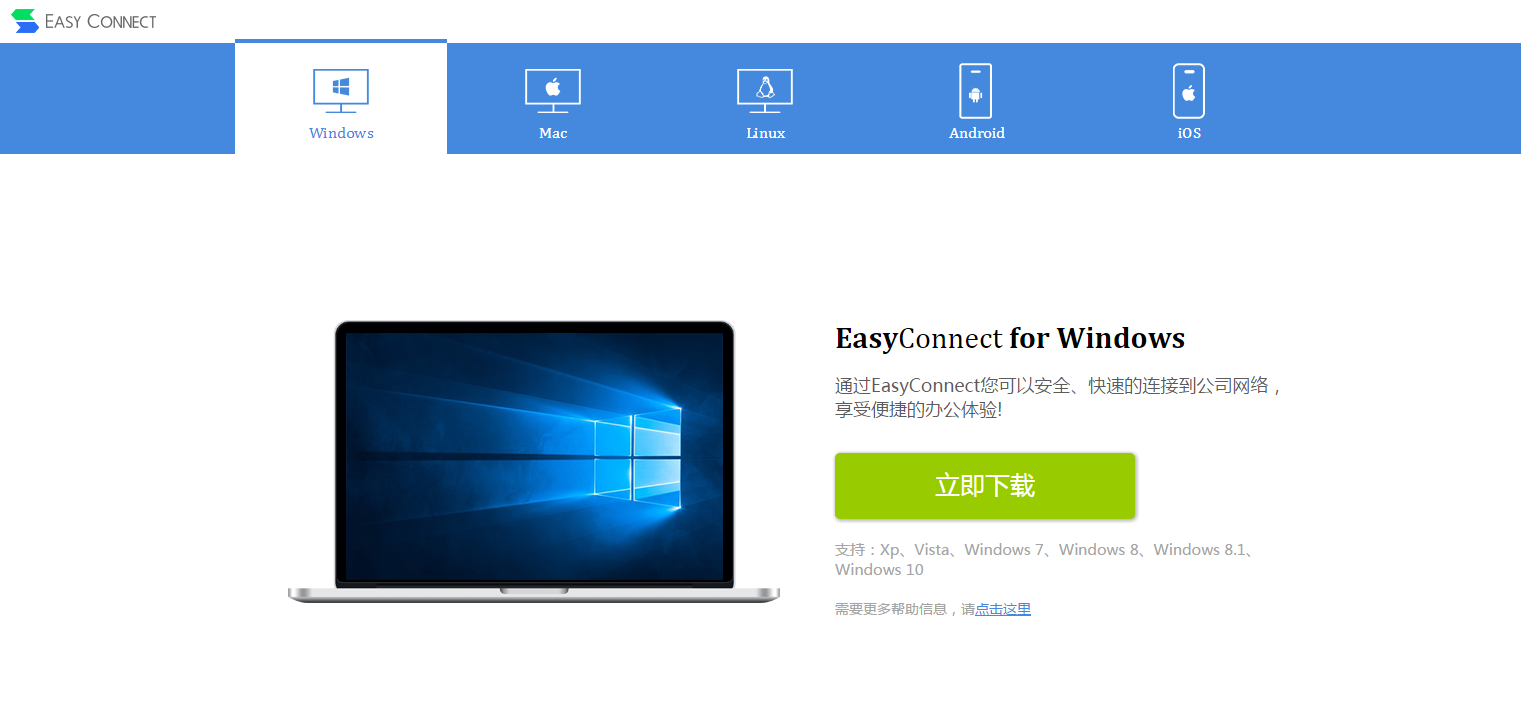 EASY CONNECT
Windows
Mac
Linux
Android
iOS
EasyConnect for Windows
通过EasyConnect您可以安全、快速的连接到公司网络，
享受便捷的办公体验!
立即下载
支持：Xp、Vista、Windows 7、Windows 8、Windows 8.1、
Windows 10
需要更多帮助信息，请点击这里